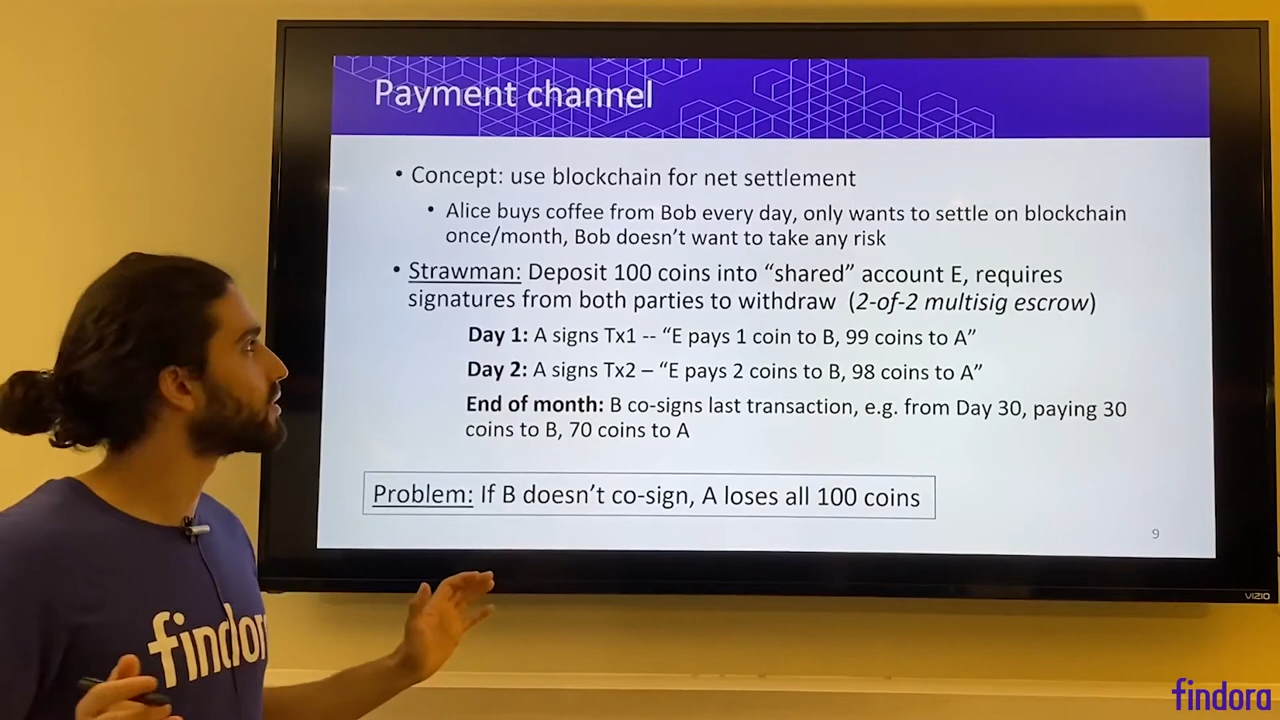 Payment channel
• Concept: use blockchain for net settlement
• Alice buys coffee from Bob every day, only wants to settle on blockchain
once/month, Bob doesn't want to take any risk
• Strawman: Deposit 100 coins into “shared” account E, requires
signatures from both parties to withdraw (2-of-2 multisig escrow)
Day 1: A signs Tx1 -- “E pays 1 coin to B, 99 coins to A”
Day 2: A signs Tx2 – “E pays 2 coins to B, 98 coins to A”
End of month: B co-signs last transaction, e.g. from Day 30, paying 30
coins to B, 70 coins to A
Problem: If B doesn't co-sign, A loses all 100 coins
9
VIZIO
findor
findora